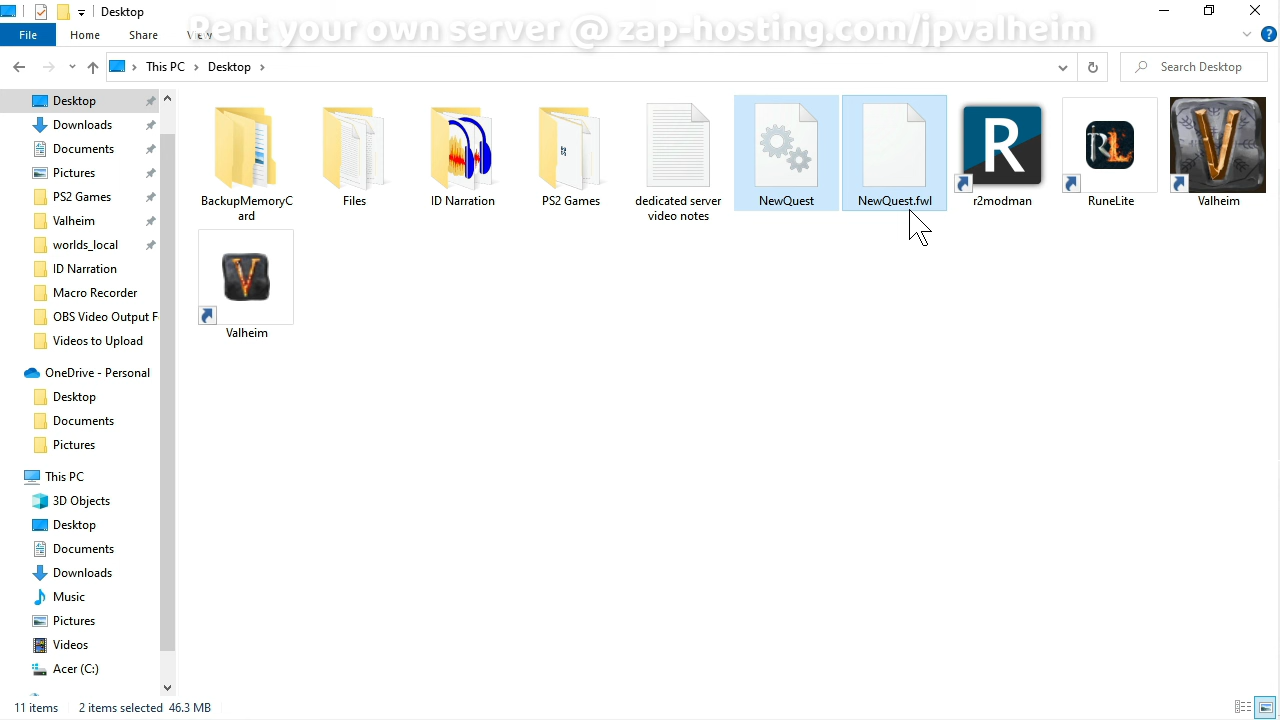 Desktop
Rent your own server @ zap-hosting.com/jpvalheim
File
Home
Share
View
This PC
Desktop
Search Desktop
Desktop
Downloads
Documents
Pictures
PS2 Games
Valheim
worlds_local
ID Narration
Macro Recorder
OBS Video Output F
Videos to Upload
OneDrive - Personal
Desktop
Documents
Pictures
This PC
3D Objects
Desktop
Documents
Downloads
Music
Pictures
Videos
Acer (C:)
BackupMemoryC
ard
Files
ID Narration
PS2 Games
dedicated server
video notes
NewQuest
NewQuest.fwl
R
r2modman
RL
RuneLite
V
Valheim
V
Valheim
11 items
2 items selected 46.3 MB